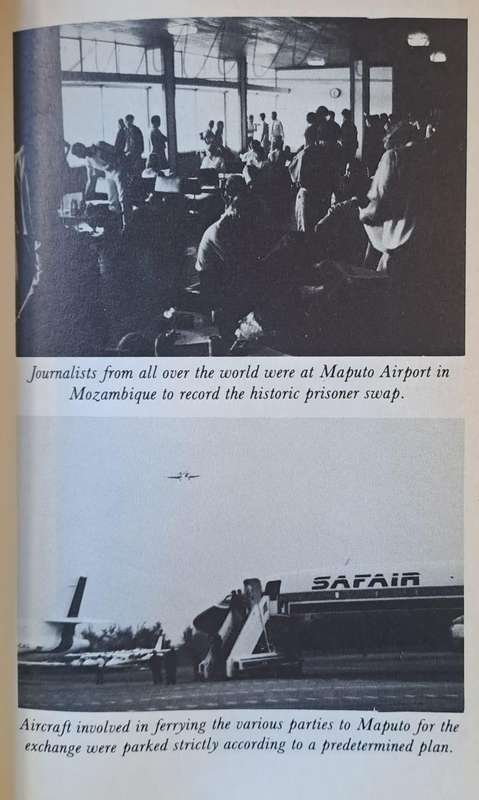 Journalists from all over the world were at Maputo Airport in
Mozambique to record the historic prisoner swap.
SAFAIR
Aircraft involved in ferrying the various parties to Maputo for the
exchange were parked strictly according to a predetermined plan.